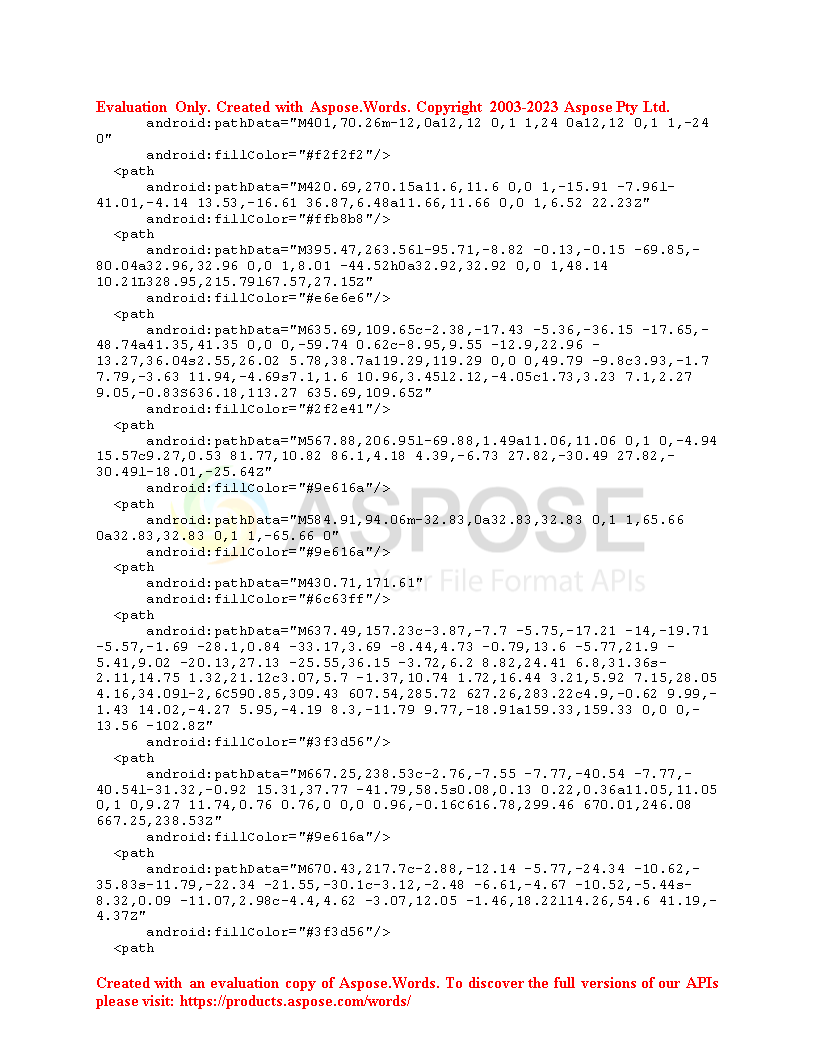 Evaluation Only. Created with Aspose.Words. Copyright 2003-2023 Aspose Pty Ltd.
android:pathData="M401,70.26m-12,0a12,12 0,1 1,24 0a12,12 0,1 1,-24
0"
android:fillColor="#f2f2f2"/>
<path
android:pathData="M420.69,270.15a11.6,11.6 0,0 1,-15.91 -7.96l-
41.01,-4.14 13.53,-16.61 36.87,6.48a11.66,11.66 0,0 1,6.52 22.23Z"
android:fillColor="#ffb8b8"/>
<path
android:pathData="M395.47,263.56l-95.71,-8.82 -0.13,-0.15 -69.85,-
80.04a32.96,32.96 0,0 1,8.01 -44.52h0a32.92,32.92 0,0 1,48.14
10.21L328.95,215.79l67.57,27.15Z"
android:fillColor="#e6e6e6"/>
<path
android:pathData="M635.69,109.65c-2.38,-17.43 -5.36,-36.15 -17.65,-
48.74a41.35,41.35 0,0 0,-59.74 0.62c-8.95,9.55 -12.9,22.96 -
13.27,36.04s2.55,26.02 5.78,38.7a119.29,119.29 0,0 0,49.79 -9.8c3.93,-1.7
7.79,-3.63 11.94,-4.69s7.1,1.6 10.96,3.45l2.12,-4.05c1.73,3.23 7.1,2.27
9.05,-0.83S636.18,113.27 635.69,109.65Z"
android:fillColor="#2f2e41"/>
<path
android:pathData="M567.88,206.95l-69.88,1.49a11.06,11.06 0,1 0,-4.94
15.57c9.27,0.53 81.77,10.82 86.1,4.18 4.39,-6.73 27.82,-30.49 27.82,-
30.49l-18.01,-25.64Z"
android:fillColor="#9e616a"/>
<path
android:pathData="M584.91,94.06m-32.83,0a32.83,32.83 0,1 1,65.66
0a32.83,32.83 0,1 1,-65.66 0"
android:fillColor="#9e616a"/>
<path
android:pathData="M430.71,171.61"
android:fillColor="#6c63ff"/>
<path
android:pathData="M637.49,157.23c-3.87,-7.7 -5.75,-17.21 -14,-19.71
-5.57,-1.69 -28.1,0.84 -33.17,3.69 -8.44,4.73 -0.79,13.6 -5.77,21.9 -
5.41,9.02 -20.13,27.13 -25.55,36.15 -3.72,6.2 8.82,24.41 6.8,31.36s-
2.11,14.75 1.32,21.12c3.07,5.7 -1.37,10.74 1.72,16.44 3.21,5.92 7.15,28.05
4.16,34.09l-2,6C590.85,309.43 607.54,285.72 627.26,283.22c4.9,-0.62 9.99,-
1.43 14.02,-4.27 5.95,-4.19 8.3,-11.79 9.77,-18.91a159.33,159.33 0,0 0,-
13.56 -102.8Z"
android:fillColor="#3f3d56"/>
<path
android:pathData="M667.25,238.53c-2.76,-7.55 -7.77,-40.54 -7.77,-
40.54l-31.32,-0.92 15.31,37.77 -41.79,58.5s0.08,0.13 0.22,0.36a11.05,11.05
0,1 0,9.27 11.74,0.76 0.76,0 0,0 0.96,-0.16C616.78,299.46 670.01,246.08
667.25,238.53Z"
android:fillColor="#9e616a"/>
<path
android:pathData="M670.43,217.7c-2.88,-12.14 -5.77,-24.34 -10.62,-
35.83s-11.79,-22.34 -21.55,-30.1c-3.12,-2.48 -6.61,-4.67 -10.52,-5.44s-
8.32,0.09 -11.07,2.98c-4.4,4.62 -3.07,12.05 -1.46,18.22l14.26,54.6 41.19,-
4.37Z"
android:fillColor="#3f3d56"/>
<path
ASPOSE
Your File Format APIs
Created with an evaluation copy of Aspose.Words. To discover the full versions of our APIs
please visit: https://products.aspose.com/words/